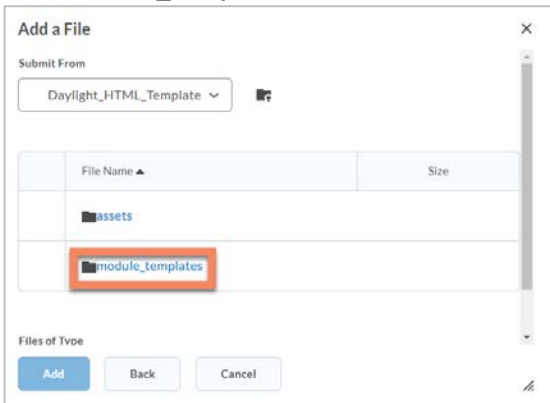 Add a File
Submit From
Daylight_HTML_Template
File Name Size
assets
module_templates
Files of Type
Add Back Cancel